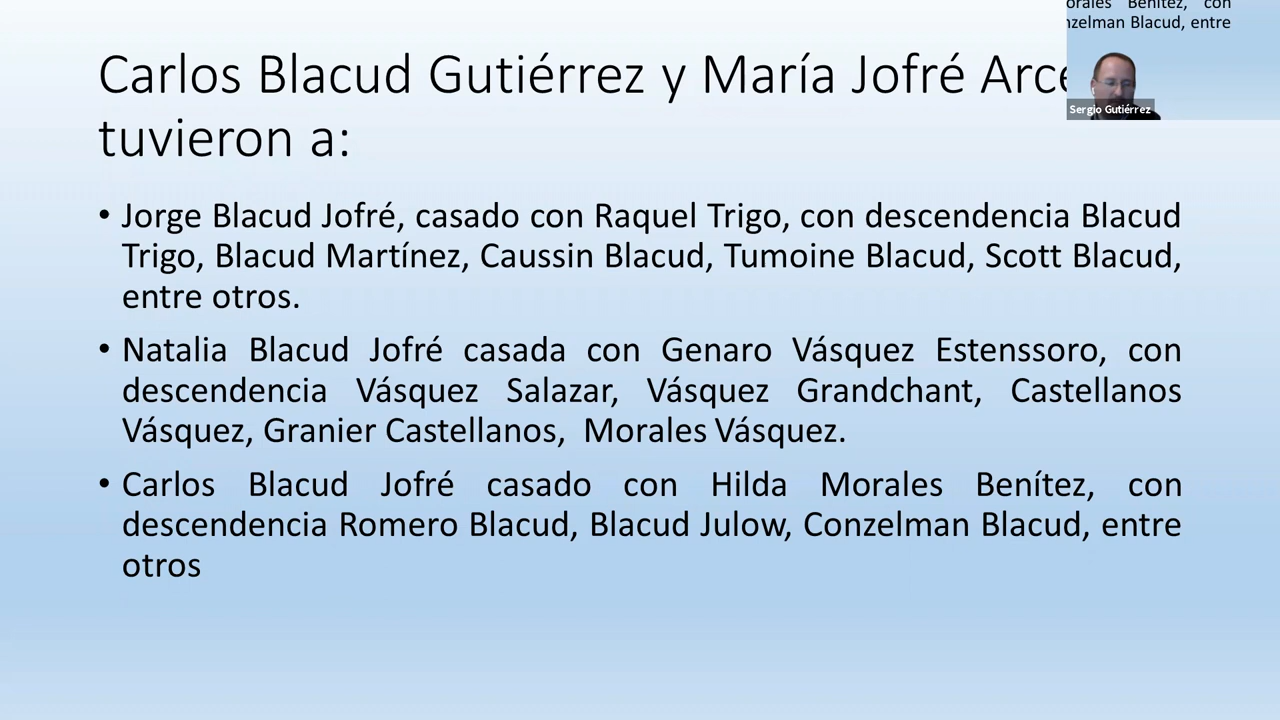 orales Benítez, con
nzelman Blacud, entre
Carlos Blacud Gutiérrez y María Jofré Arce
tuvieron a:
Sergio Gutiérrez
• Jorge Blacud Jofré, casado con Raquel Trigo, con descendencia Blacud
Trigo, Blacud Martínez, Caussin Blacud, Tumoine Blacud, Scott Blacud,
entre otros.
• Natalia Blacud Jofré casada con Genaro Vásquez Estenssoro, con
descendencia Vásquez Salazar, Vásquez Grandchant, Castellanos
Vásquez, Granier Castellanos, Morales Vásquez.
• Carlos Blacud Jofré casado con Hilda Morales Benítez, con
descendencia Romero Blacud, Blacud Julow, Conzelman Blacud, entre
otros